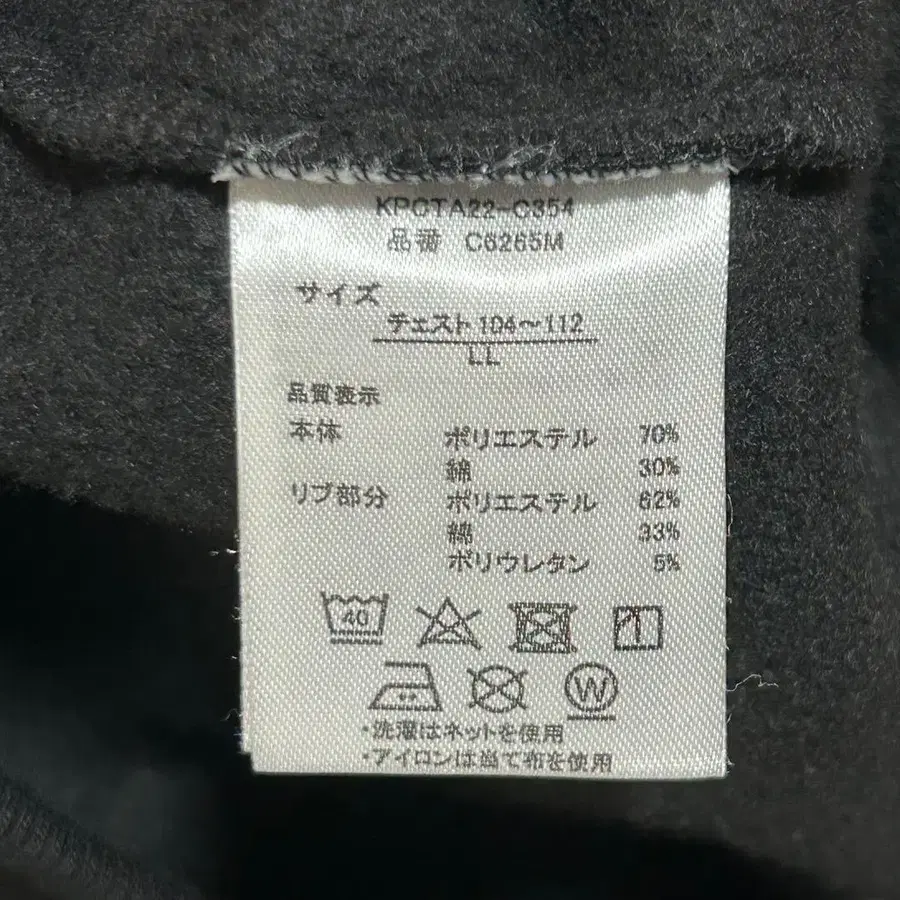 KPCTA22-C354
品番 C6265M
サイズ
チェスト 104～112
LL
品質表示
本体 ポリエステル 70%
綿 30%
リブ部分 ポリエステル 62%
綿 33%
ポリウレタン 5%
40
W
・洗濯はネットを使用
・アイロンは当て布を使用